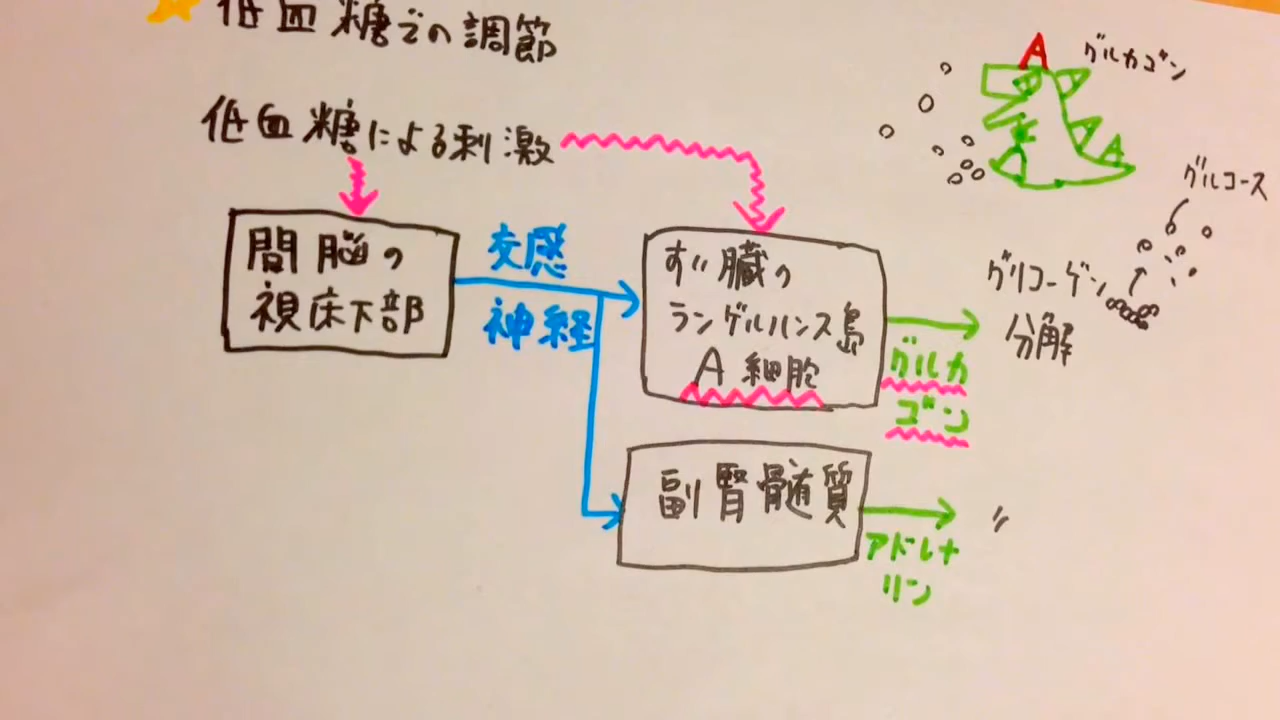 低血糖での調節
低血糖による刺激
A
グルカゴン
グルコース
間脳の
視床下部
交感
神経
すい臓の
ランゲルハンス島
A細胞
グルカ
ゴン
グリコーゲン
分解
副腎髄質
アドレナ
リン
〃